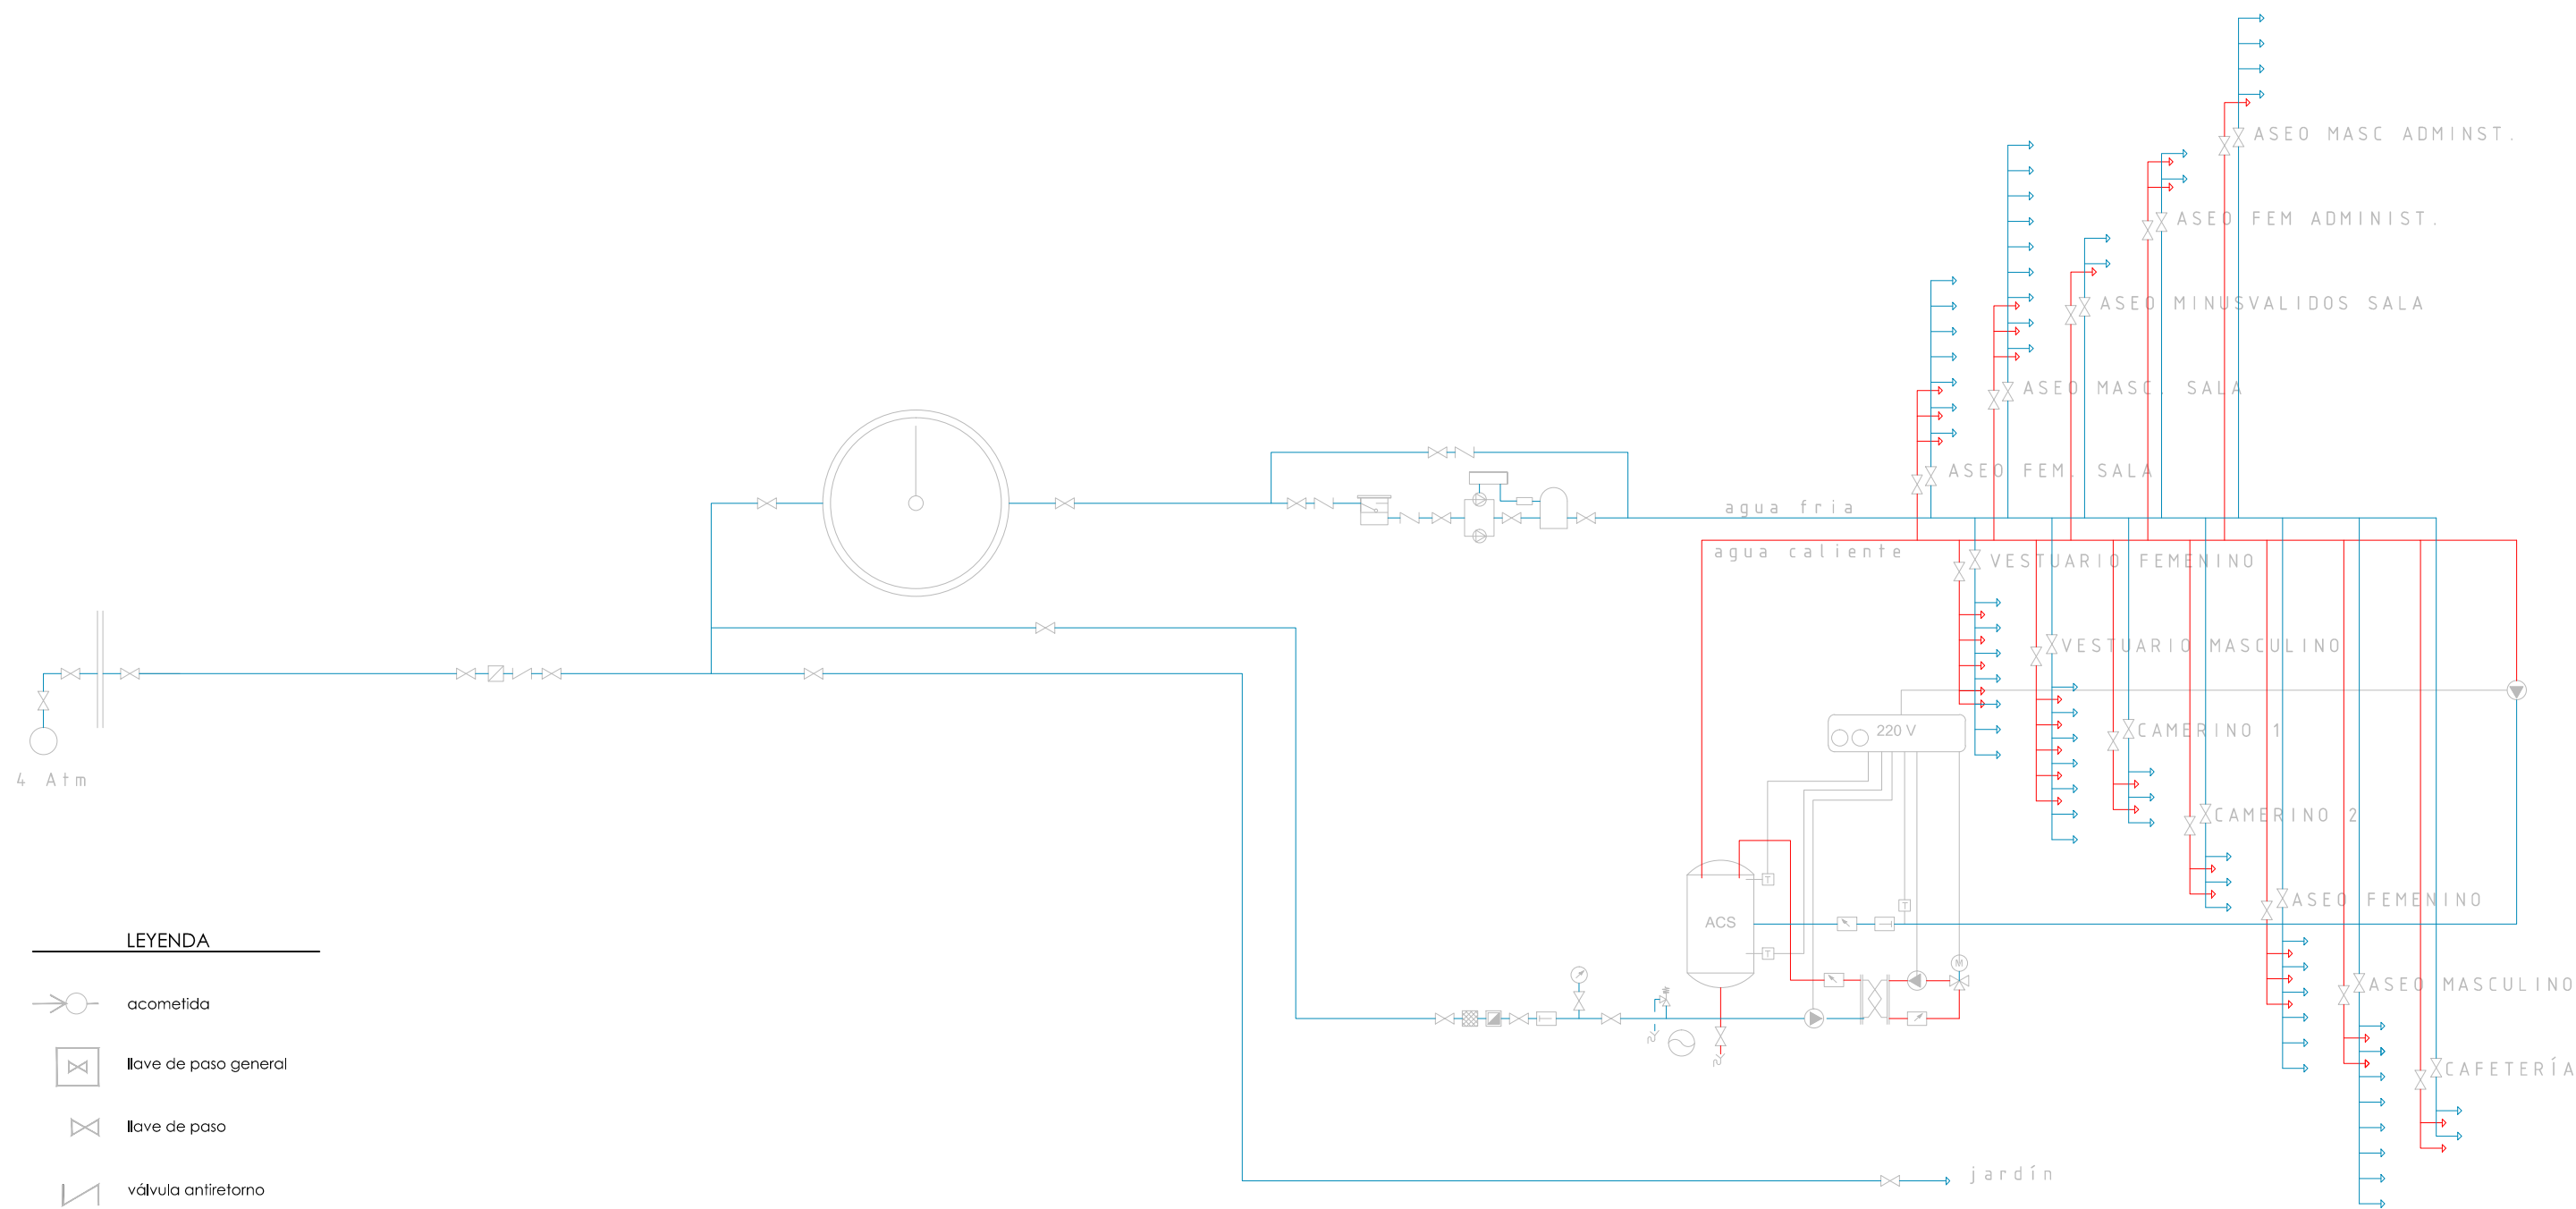 ASEO MASC ADMINST.
ASEO FEM ADMINIST.
ASEO MINUSVALIDOS SALA
ASEO MASC. SALA
ASEO FEM. SALA
agua fria
agua caliente
VESTUARIO FEMENINO
VESTUARIO MASCULINO
220 V
CAMERINO 1
4 Atm
CAMERINO 2
T
ASEO FEMENINO
T
ACS
LEYENDA
T
M
ASEO MASCULINO
acometida
llave de paso general
CAFETERÍA
llave de paso
jardín
válvula antiretorno